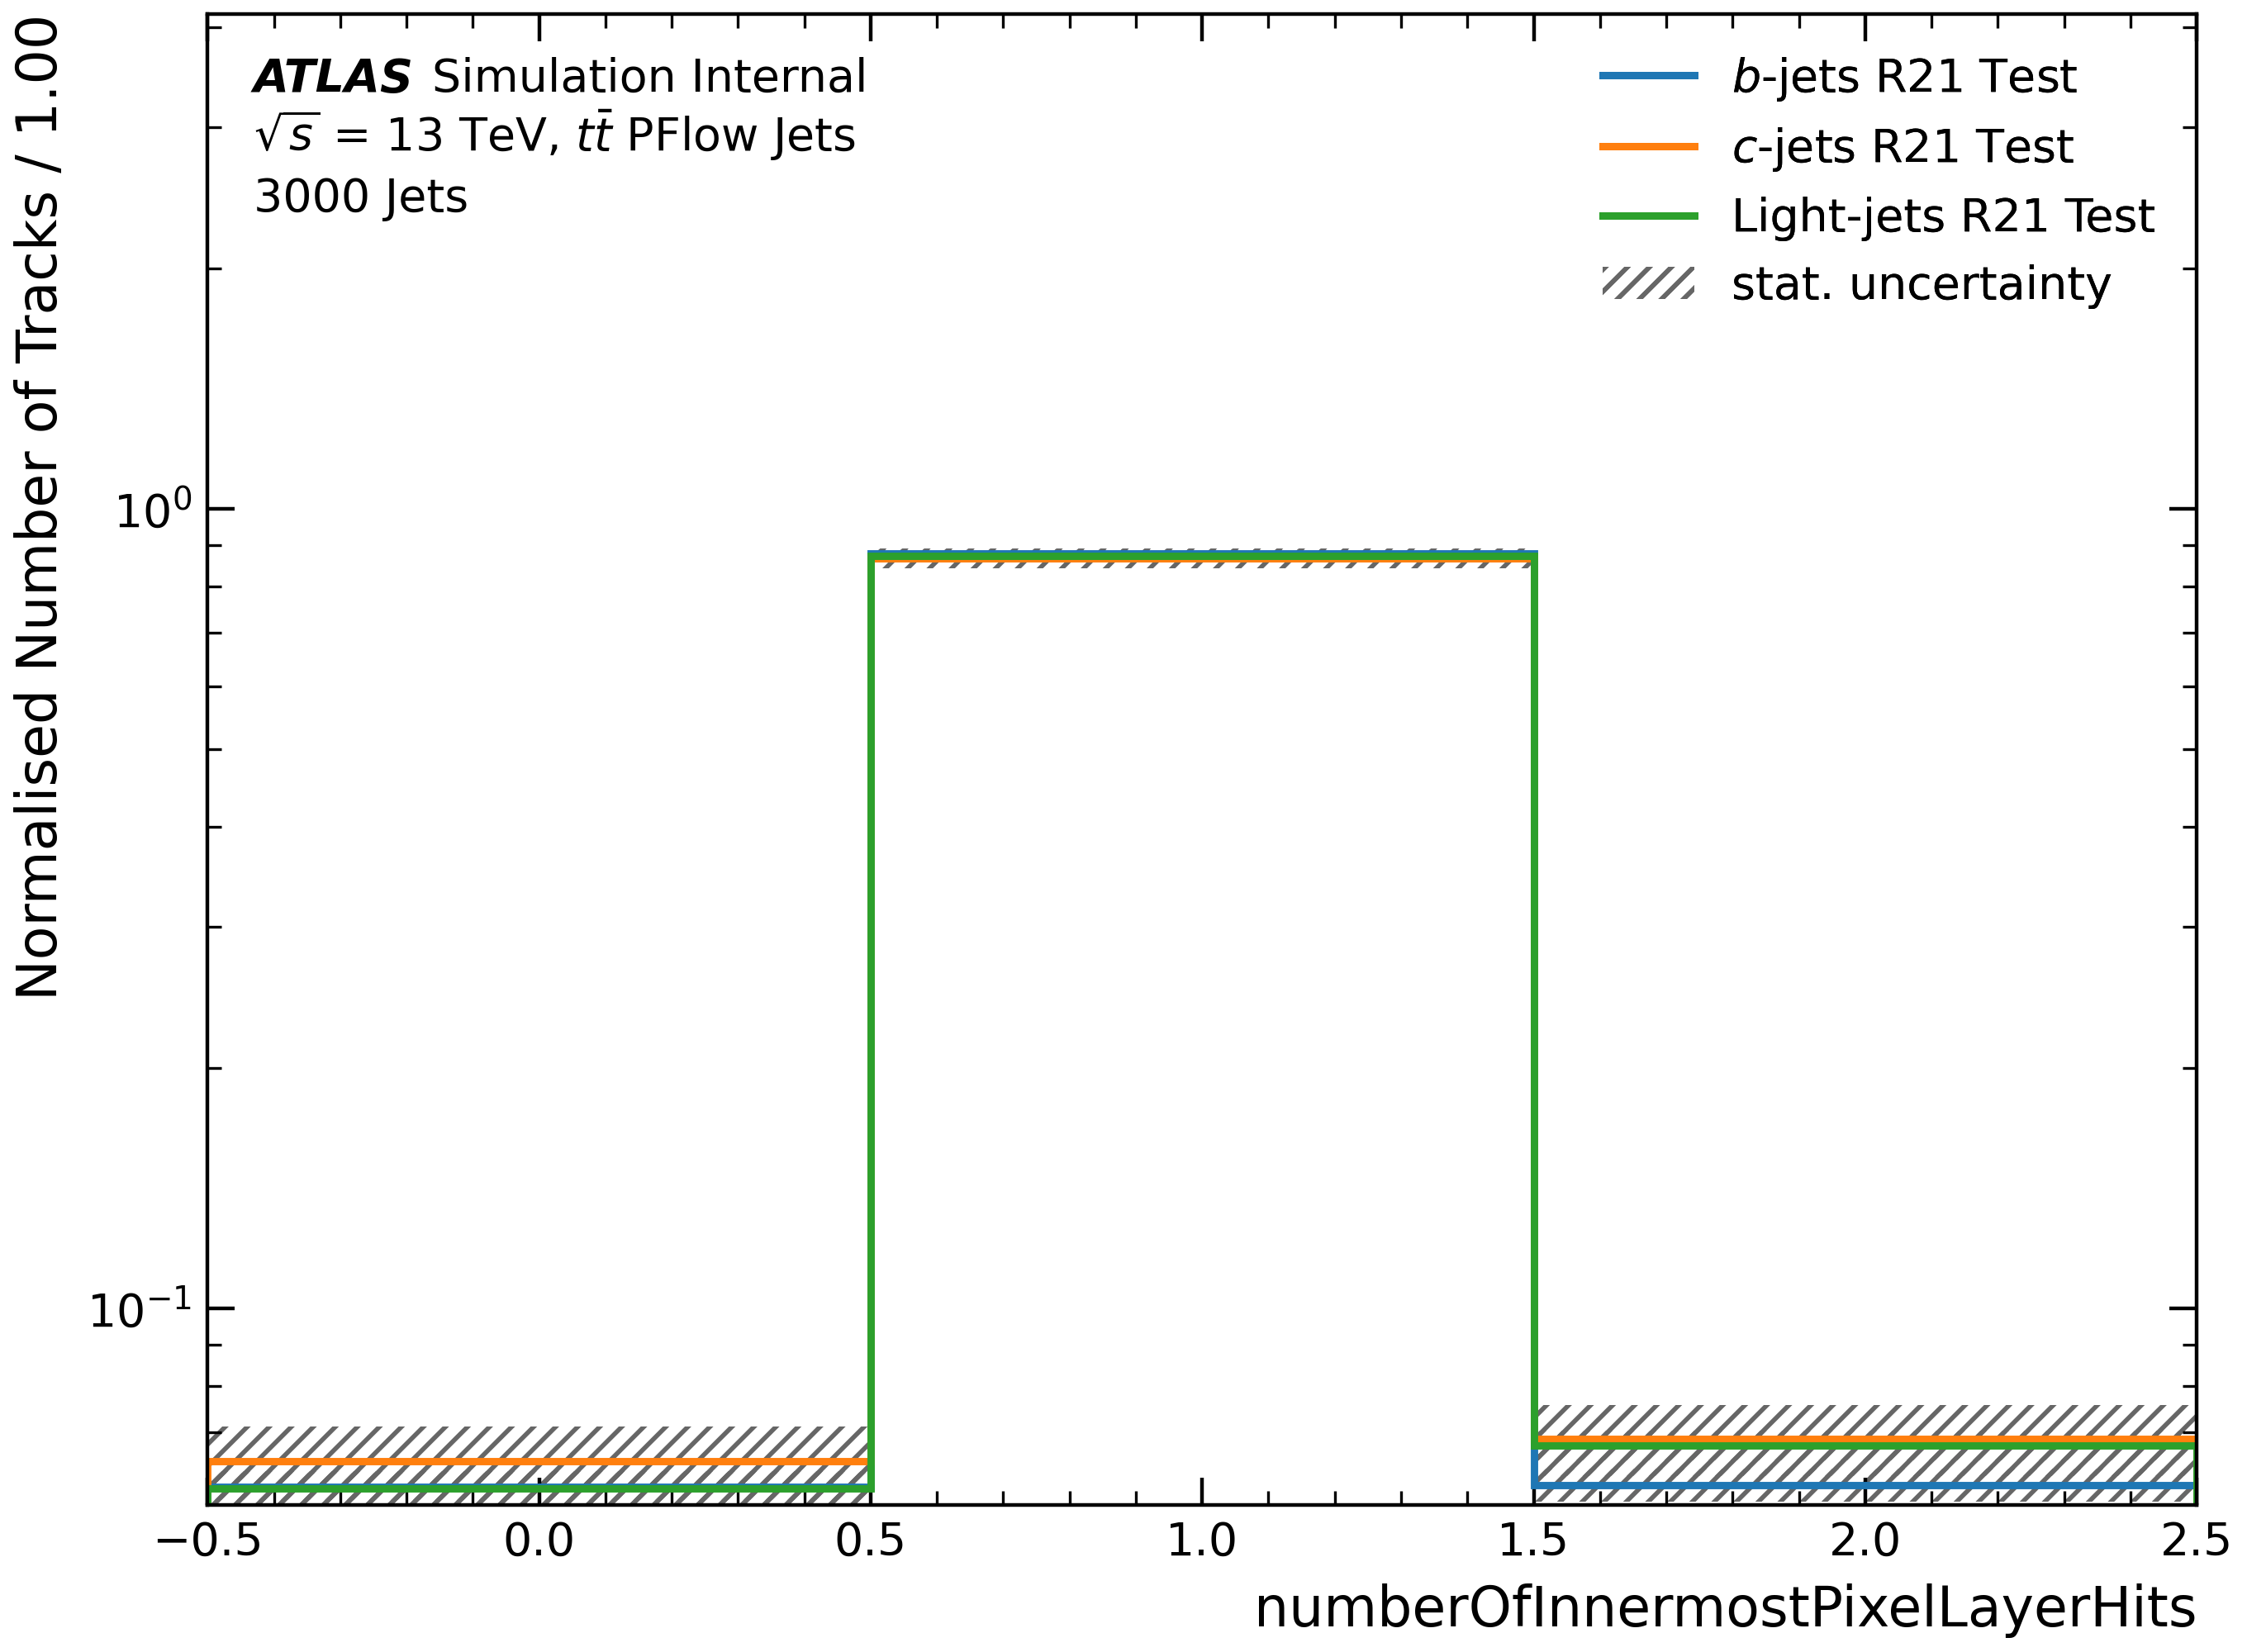 ATLAS Simulation Internal
√s = 13 TeV, tt̄ PFlow Jets
3000 Jets
b-jets R21 Test
c-jets R21 Test
Light-jets R21 Test
stat. uncertainty
Normalised Number of Tracks / 1.00
10⁰
10⁻¹
−0.5 0.0 0.5 1.0 1.5 2.0 2.5
numberOfInnermostPixelLayerHits